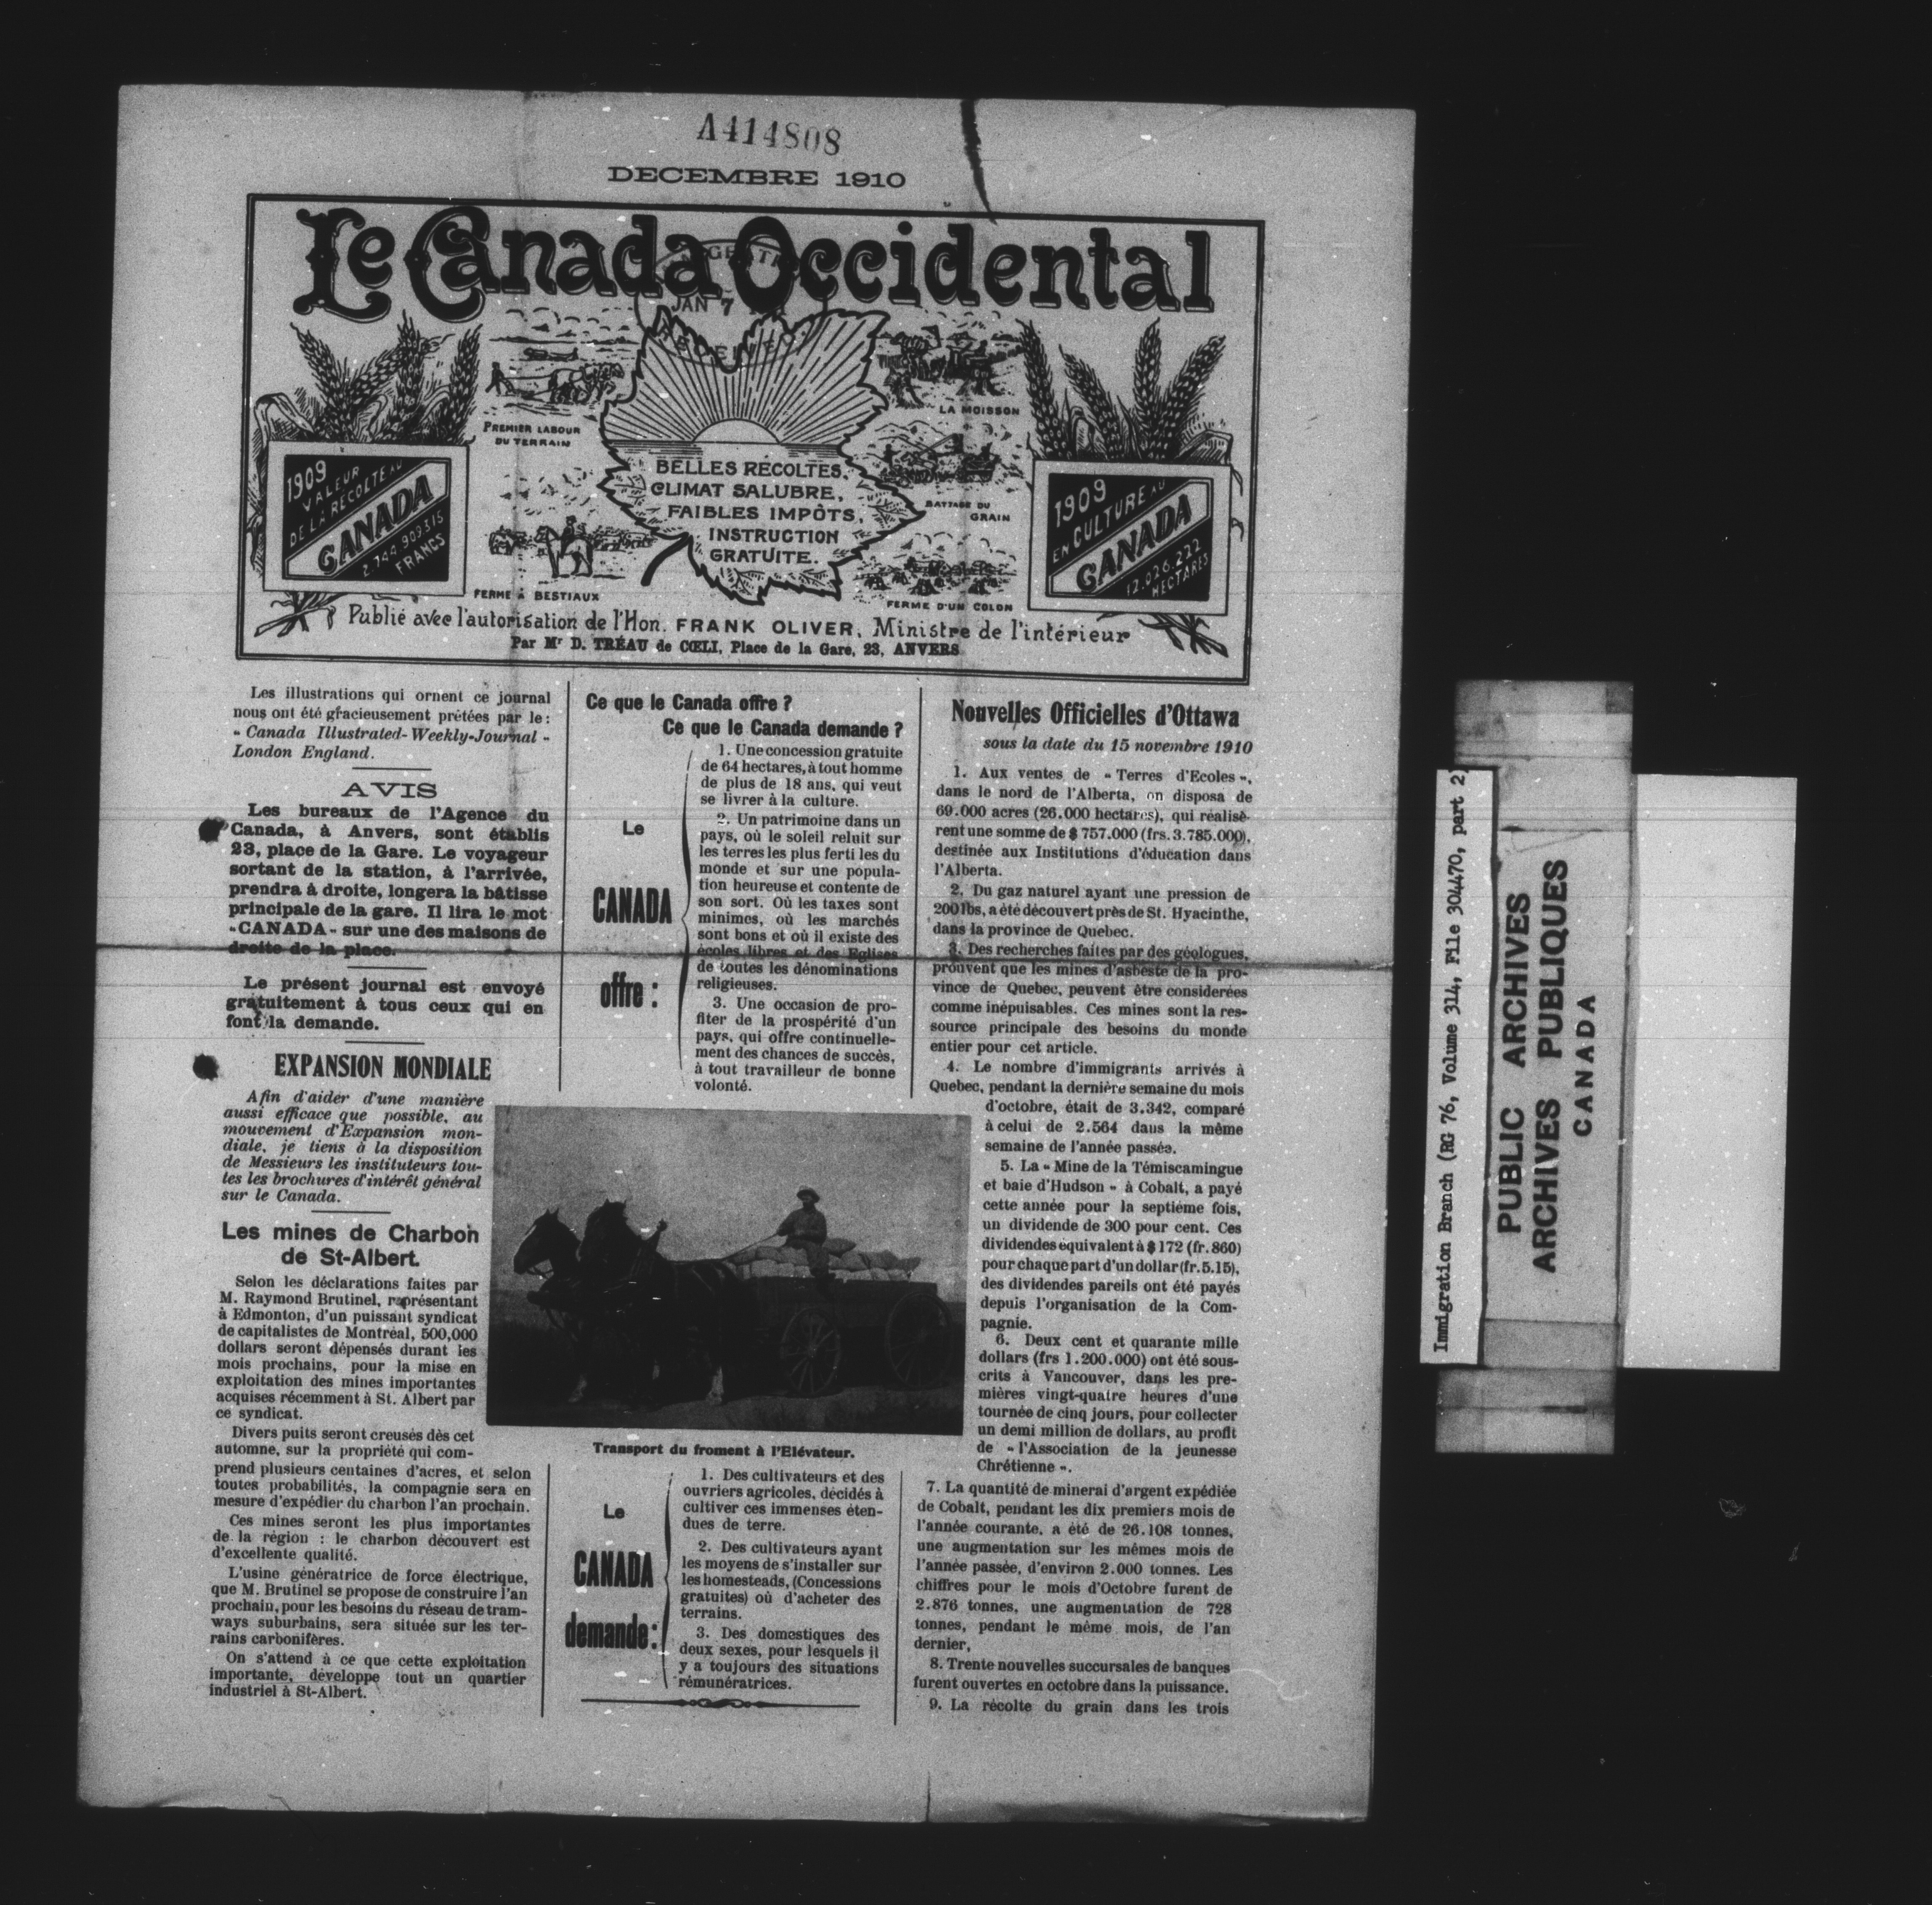 A414808
DECEMBRE 1910
Le Canada Occidental
JAN 7
PREMIER LABOUR
DU TERRAIN
LA MOISSON
BATTAGE DU
GRAIN
FERME À BESTIAUX
FERME D'UN COLON
1909
VALEUR
DE LA RÉCOLTE AU
CANADA
2.744.903315
FRANCS
BELLES RÉCOLTES,
CLIMAT SALUBRE,
FAIBLES IMPÔTS,
INSTRUCTION
GRATUITE.
1909
EN CULTURE AU
CANADA
12.026.222
HECTARES
Publié avec l'autorisation de l'Hon. FRANK OLIVER, Ministre de l'intérieur
Par Mr D. TRÉAU de CŒLI, Place de la Gare, 23, ANVERS
Les illustrations qui ornent ce journal
nous ont été gracieusement prêtées par le:
« Canada Illustrated-Weekly-Journal »
London England.
AVIS
Les bureaux de l'Agence du
Canada, à Anvers, sont établis
23, place de la Gare. Le voyageur
sortant de la station, à l'arrivée,
prendra à droite, longera la bâtisse
principale de la gare. Il lira le mot
«CANADA» sur une des maisons de
droite de la place.
Le présent journal est envoyé
gratuitement à tous ceux qui en
font la demande.
EXPANSION MONDIALE
Afin d'aider d'une manière
aussi efficace que possible, au
mouvement d'Expansion mon-
diale, je tiens à la disposition
de Messieurs les instituteurs tou-
tes les brochures d'intérêt général
sur le Canada.
Les mines de Charbon
de St-Albert.
Selon les déclarations faites par
M. Raymond Brutinel, représentant
à Edmonton, d'un puissant syndicat
de capitalistes de Montréal, 500,000
dollars seront dépensés durant les
mois prochains, pour la mise en
exploitation des mines importantes
acquises récemment à St. Albert par
ce syndicat.
Divers puits seront creusés dès cet
automne, sur la propriété qui com-
prend plusieurs centaines d'acres, et selon
toutes probabilités, la compagnie sera en
mesure d'expédier du charbon l'an prochain.
Ces mines seront les plus importantes
de la région : le charbon découvert est
d'excellente qualité.
L'usine génératrice de force électrique,
que M. Brutinel se propose de construire l'an
prochain, pour les besoins du réseau de tram-
ways suburbains, sera située sur les ter-
rains carbonifères.
On s'attend à ce que cette exploitation
importante, développe tout un quartier
industriel à St-Albert.
Ce que le Canada offre ?
Ce que le Canada demande ?
Le
CANADA
offre :
1. Une concession gratuite
de 64 hectares, à tout homme
de plus de 18 ans, qui veut
se livrer à la culture.
2. Un patrimoine dans un
pays, où le soleil reluit sur
les terres les plus ferti les du
monde et sur une popula-
tion heureuse et contente de
son sort. Où les taxes sont
minimes, où les marchés
sont bons et où il existe des
écoles libres et des Eglises
de toutes les dénominations
religieuses.
3. Une occasion de pro-
fiter de la prospérité d'un
pays, qui offre continuelle-
ment des chances de succès,
à tout travailleur de bonne
volonté.
Transport du froment à l'Elévateur.
Le
CANADA
demande:
1. Des cultivateurs et des
ouvriers agricoles, décidés à
cultiver ces immenses éten-
dues de terre.
2. Des cultivateurs ayant
les moyens de s'installer sur
les homesteads, (Concessions
gratuites) où d'acheter des
terrains.
3. Des domestiques des
deux sexes, pour lesquels il
y a toujours des situations
rémunératrices.
Nouvelles Officielles d'Ottawa
sous la date du 15 novembre 1910
1. Aux ventes de « Terres d'Ecoles »,
dans le nord de l'Alberta, on disposa de
69.000 acres (26.000 hectares), qui réalisè-
rent une somme de $ 757.000 (frs. 3.785.000),
destinée aux Institutions d'éducation dans
l'Alberta.
2. Du gaz naturel ayant une pression de
200 lbs, a été découvert près de St. Hyacinthe,
dans la province de Quebec.
3. Des recherches faites par des géologues,
prouvent que les mines d'asbeste de la pro-
vince de Quebec, peuvent être considérées
comme inépuisables. Ces mines sont la res-
source principale des besoins du monde
entier pour cet article.
4. Le nombre d'immigrants arrivés à
Quebec, pendant la dernière semaine du mois
d'octobre, était de 3.342, comparé
à celui de 2.564 dans la même
semaine de l'année passée.
5. La « Mine de la Témiscamingue
et baie d'Hudson » à Cobalt, a payé
cette année pour la septième fois,
un dividende de 300 pour cent. Ces
dividendes équivalent à $ 172 (fr. 860)
pour chaque part d'un dollar (fr. 5.15),
des dividendes pareils ont été payés
depuis l'organisation de la Com-
pagnie.
6. Deux cent et quarante mille
dollars (frs 1.200.000) ont été sous-
crits à Vancouver, dans les pre-
mières vingt-quatre heures d'une
tournée de cinq jours, pour collecter
un demi million de dollars, au profit
de « l'Association de la jeunesse
Chrétienne ».
7. La quantité de minerai d'argent expédiée
de Cobalt, pendant les dix premiers mois de
l'année courante, a été de 26.108 tonnes,
une augmentation sur les mêmes mois de
l'année passée, d'environ 2.000 tonnes. Les
chiffres pour le mois d'Octobre furent de
2.876 tonnes, une augmentation de 728
tonnes, pendant le même mois, de l'an
dernier,
8. Trente nouvelles succursales de banques
furent ouvertes en octobre dans la puissance.
9. La récolte du grain dans les trois
Immigration Branch (RG 76, Volume 314, File 304470, part 2
PUBLIC ARCHIVES
ARCHIVES PUBLIQUES
CANADA